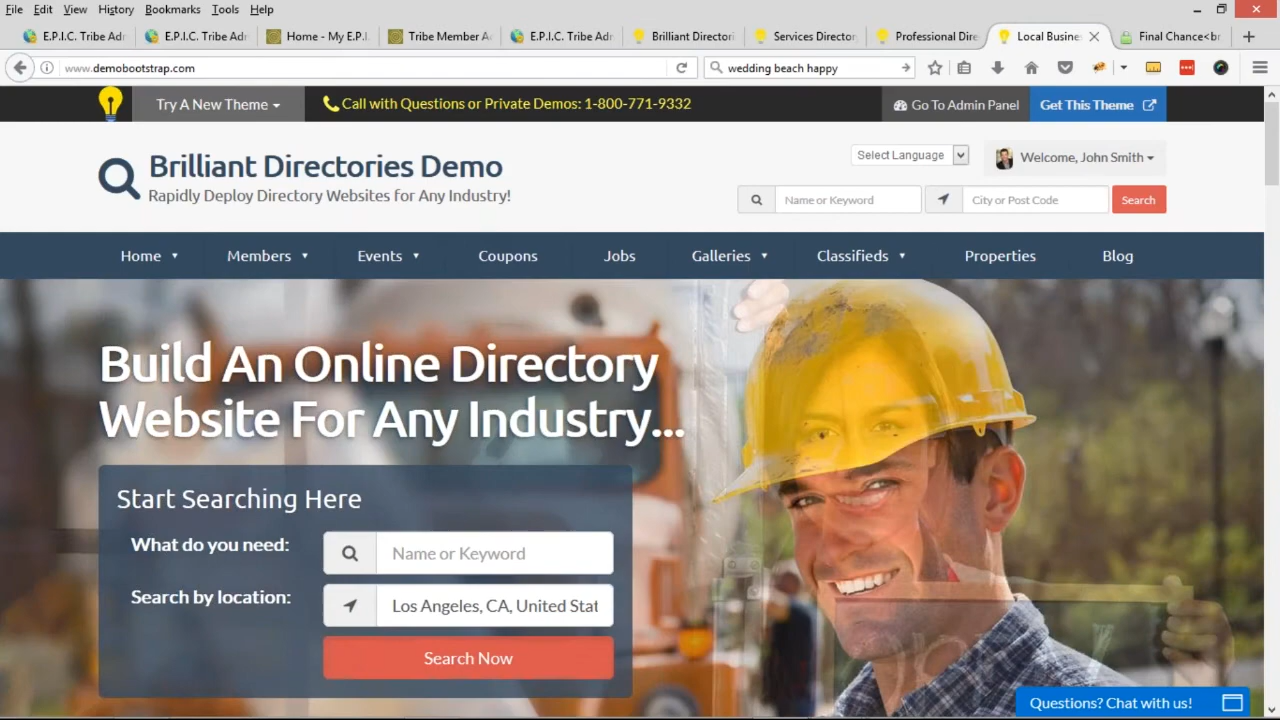 File Edit View History Bookmarks Tools Help
E.P.I.C. Tribe Adr E.P.I.C. Tribe Adr Home - My E.P.I. Tribe Member A E.P.I.C. Tribe Adr Brilliant Directori Services Director Professional Dire Local Busine Final Chance<br
www.demobootstrap.com wedding beach happy
Try A New Theme Call with Questions or Private Demos: 1-800-771-9332 Go To Admin Panel Get This Theme
Brilliant Directories Demo
Rapidly Deploy Directory Websites for Any Industry!
Select Language Welcome, John Smith
Name or Keyword City or Post Code Search
Home Members Events Coupons Jobs Galleries Classifieds Properties Blog
Build An Online Directory
Website For Any Industry...
Start Searching Here
What do you need: Name or Keyword
Search by location: Los Angeles, CA, United Stat
Search Now
Questions? Chat with us!